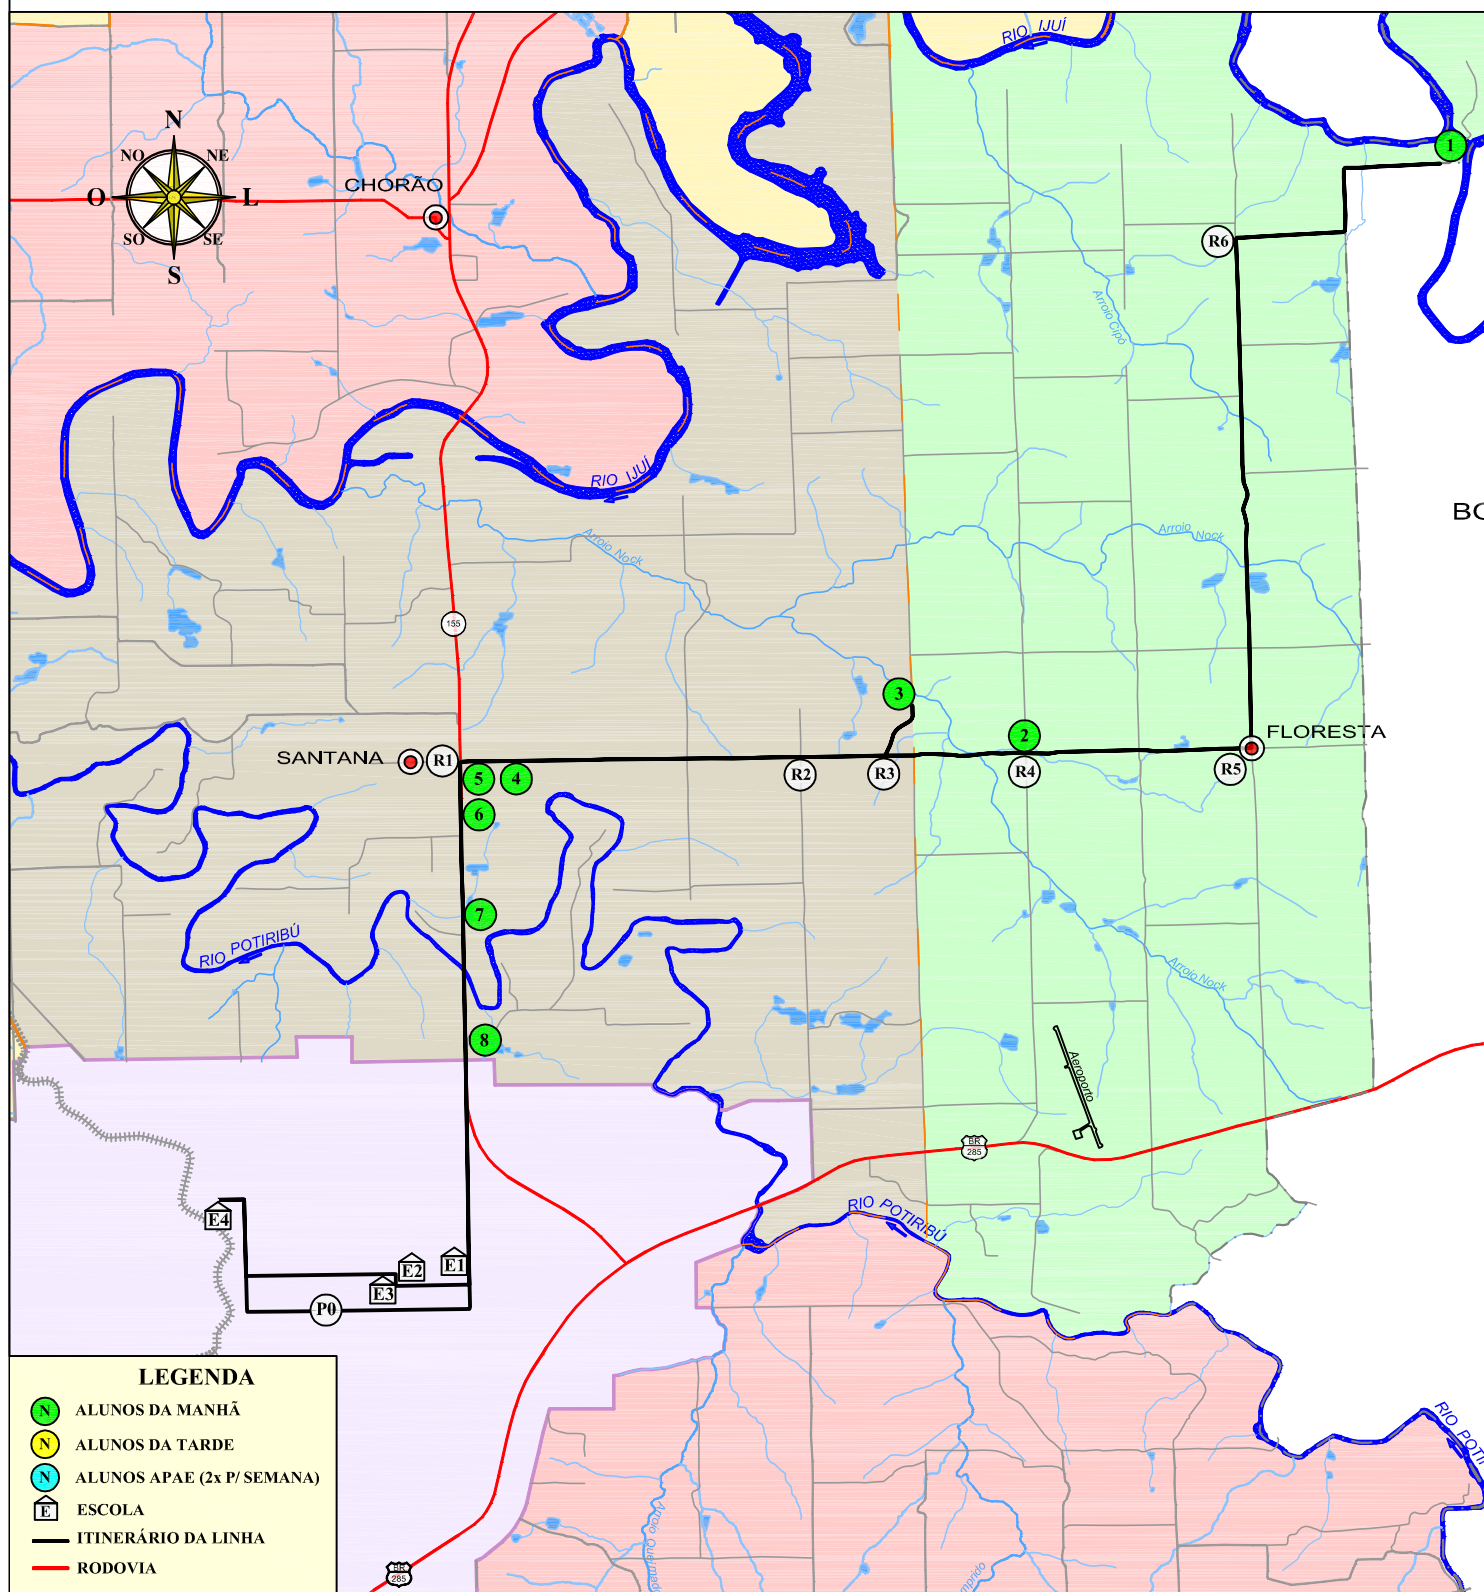 RIO IJUÍ
N
NO
NE
O
L
SO
SE
S
CHORÃO
1
R6
Arroio Cipó
RIO IJUÍ
BO
Arroio Nock
Arroio Nock
155
3
2
FLORESTA
SANTANA
R1
R2
R3
R4
R5
5
4
6
7
RIO POTIRIBÚ
Arroio Nock
8
Aeroporto
BR
285
RIO POTIRIBÚ
E4
E1
E2
E3
P0
LEGENDA
N ALUNOS DA MANHÃ
N ALUNOS DA TARDE
N ALUNOS APAE (2x P/ SEMANA)
E ESCOLA
ITINERÁRIO DA LINHA
RODOVIA
BR
285
Arroio Queimad
mprido
RIO POTI